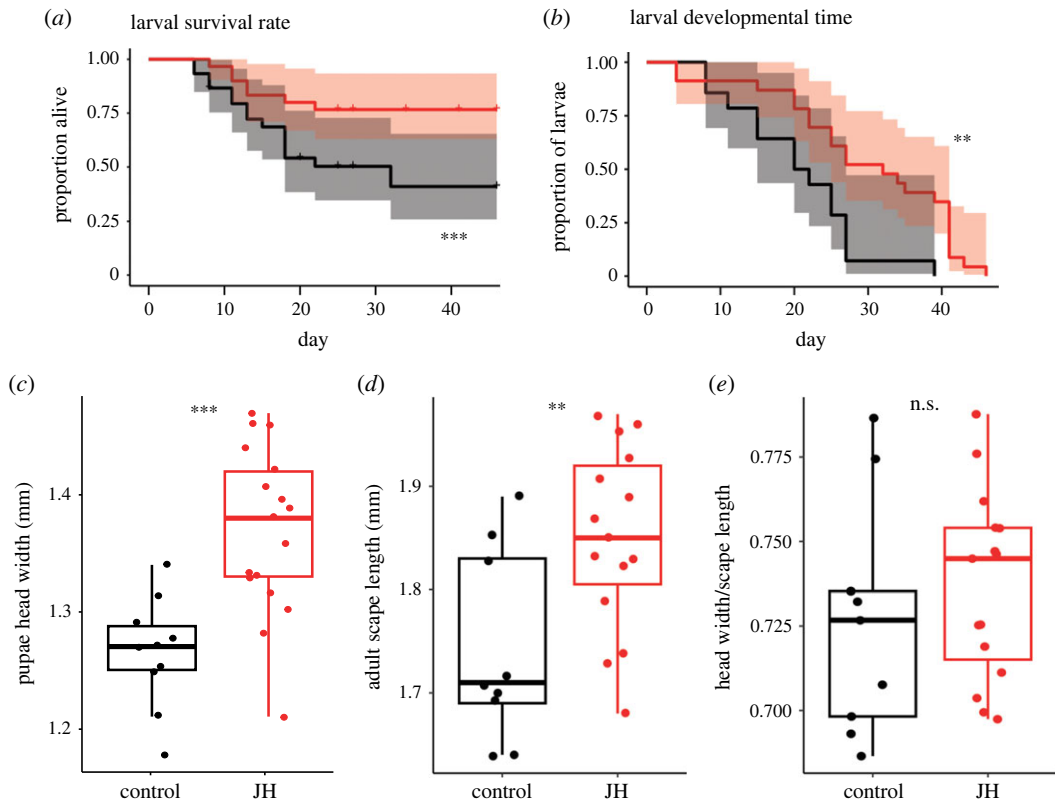 (a) larval survival rate
(b) larval developmental time
proportion alive
1.00
0.75
0.50
0.25
0
***
0 10 20 30 40
day
proportion of larvae
1.00
0.75
0.50
0.25
0
**
0 10 20 30 40
day
(c)
***
pupae head width (mm)
1.4
1.3
1.2
control JH
(d)
**
adult scape length (mm)
1.9
1.8
1.7
control JH
(e)
n.s.
head width/scape length
0.775
0.750
0.725
0.700
control JH